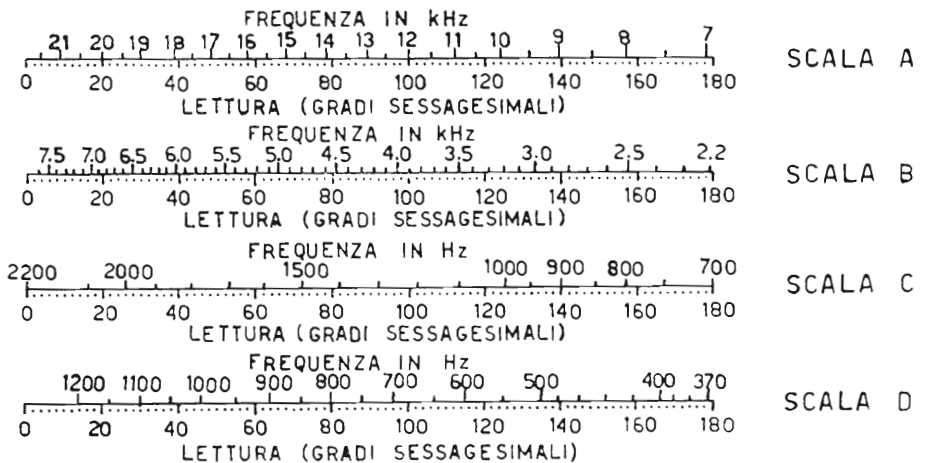 FREQUENZA IN kHz
21 20 19 18 17 16 15 14 13 12 11 10 9 8 7
SCALA A
0 20 40 60 80 100 120 140 160 180
LETTURA (GRADI SESSAGESIMALI)
FREQUENZA IN kHz
7.5 7.0 6.5 6.0 5.5 5.0 4.5 4.0 3.5 3.0 2.5 2.2
SCALA B
0 20 40 60 80 100 120 140 160 180
LETTURA (GRADI SESSAGESIMALI)
FREQUENZA IN Hz
2200 2000 1500 1000 900 800 700
SCALA C
0 20 40 60 80 100 120 140 160 180
LETTURA (GRADI SESSAGESIMALI)
FREQUENZA IN Hz
1200 1100 1000 900 800 700 600 500 400 370
SCALA D
0 20 40 60 80 100 120 140 160 180
LETTURA (GRADI SESSAGESIMALI)